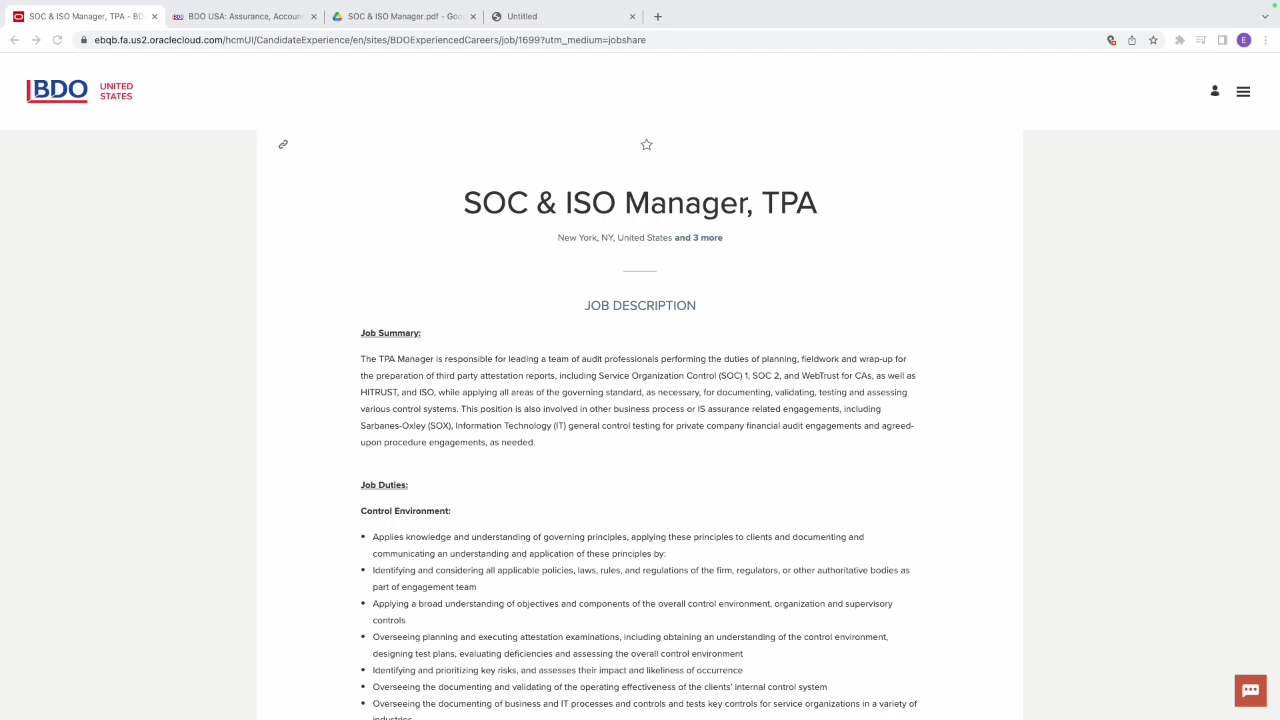 SOC & ISO Manager, TPA - BD
BDO USA: Assurance, Accoun
SOC & ISO Manager.pdf - Goo
Untitled
ebqb.fa.us2.oraclecloud.com/hcmUI/CandidateExperience/en/sites/BDOExperiencedCareers/job/1699?utm_medium=jobshare
E
BDO UNITED
STATES
SOC & ISO Manager, TPA
New York, NY, United States and 3 more
JOB DESCRIPTION
Job Summary:
The TPA Manager is responsible for leading a team of audit professionals performing the duties of planning, fieldwork and wrap-up for
the preparation of third party attestation reports, including Service Organization Control (SOC) 1, SOC 2, and WebTrust for CAs, as well as
HITRUST, and ISO, while applying all areas of the governing standard, as necessary, for documenting, validating, testing and assessing
various control systems. This position is also involved in other business process or IS assurance related engagements, including
Sarbanes-Oxley (SOX), Information Technology (IT) general control testing for private company financial audit engagements and agreed-
upon procedure engagements, as needed.
Job Duties:
Control Environment:
• Applies knowledge and understanding of governing principles, applying these principles to clients and documenting and
communicating an understanding and application of these principles by:
• Identifying and considering all applicable policies, laws, rules, and regulations of the firm, regulators, or other authoritative bodies as
part of engagement team
• Applying a broad understanding of objectives and components of the overall control environment, organization and supervisory
controls
• Overseeing planning and executing attestation examinations, including obtaining an understanding of the control environment,
designing test plans, evaluating deficiencies and assessing the overall control environment
• Identifying and prioritizing key risks, and assesses their impact and likeliness of occurrence
• Overseeing the documenting and validating of the operating effectiveness of the clients' internal control system
• Overseeing the documenting of business and IT processes and controls and tests key controls for service organizations in a variety of
industries